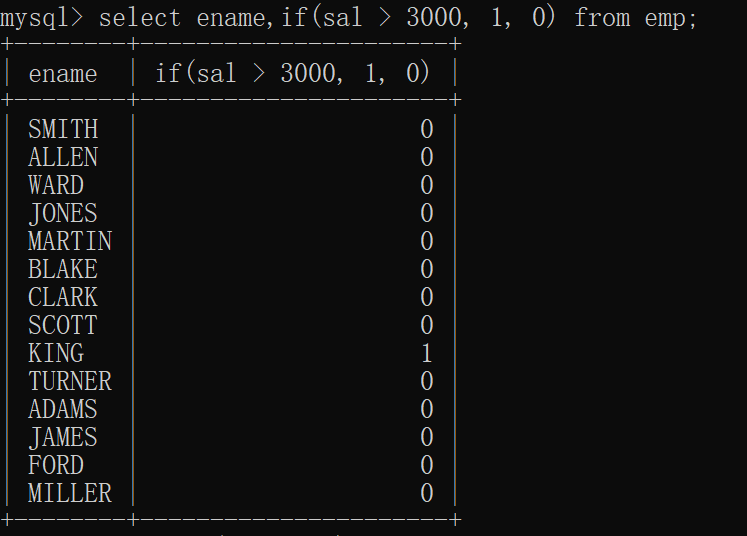 mysql> select ename,if(sal > 3000, 1, 0) from emp;
+--------+----------------------+
| ename  | if(sal > 3000, 1, 0) |
+--------+----------------------+
| SMITH  |                    0 |
| ALLEN  |                    0 |
| WARD   |                    0 |
| JONES  |                    0 |
| MARTIN |                    0 |
| BLAKE  |                    0 |
| CLARK  |                    0 |
| SCOTT  |                    0 |
| KING   |                    1 |
| TURNER |                    0 |
| ADAMS  |                    0 |
| JAMES  |                    0 |
| FORD   |                    0 |
| MILLER |                    0 |
+--------+----------------------+